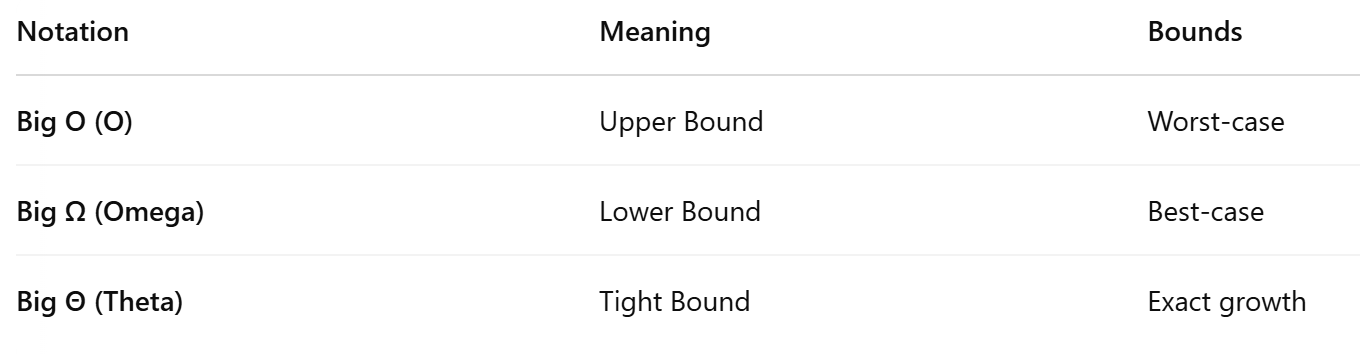 Notation Meaning Bounds
Big O (O) Upper Bound Worst-case
Big Ω (Omega) Lower Bound Best-case
Big Θ (Theta) Tight Bound Exact growth